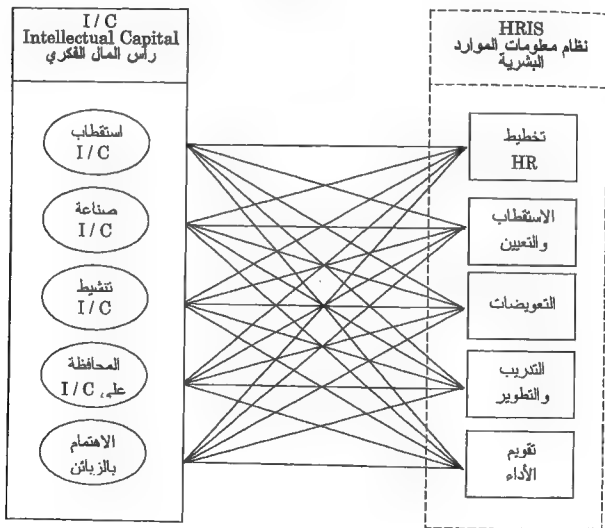 I / C
Intellectual Capital
رأس المال الفكري
HRIS
نظام معلومات الموارد
البشرية
استقطاب
I / C
صناعة
I / C
تنشيط
I / C
المحافظة
على I / C
الاهتمام
بالزبائن
تخطيط
HR
الاستقطاب
والتعيين
التعويضات
التدريب
والتطوير
تقويم
الأداء